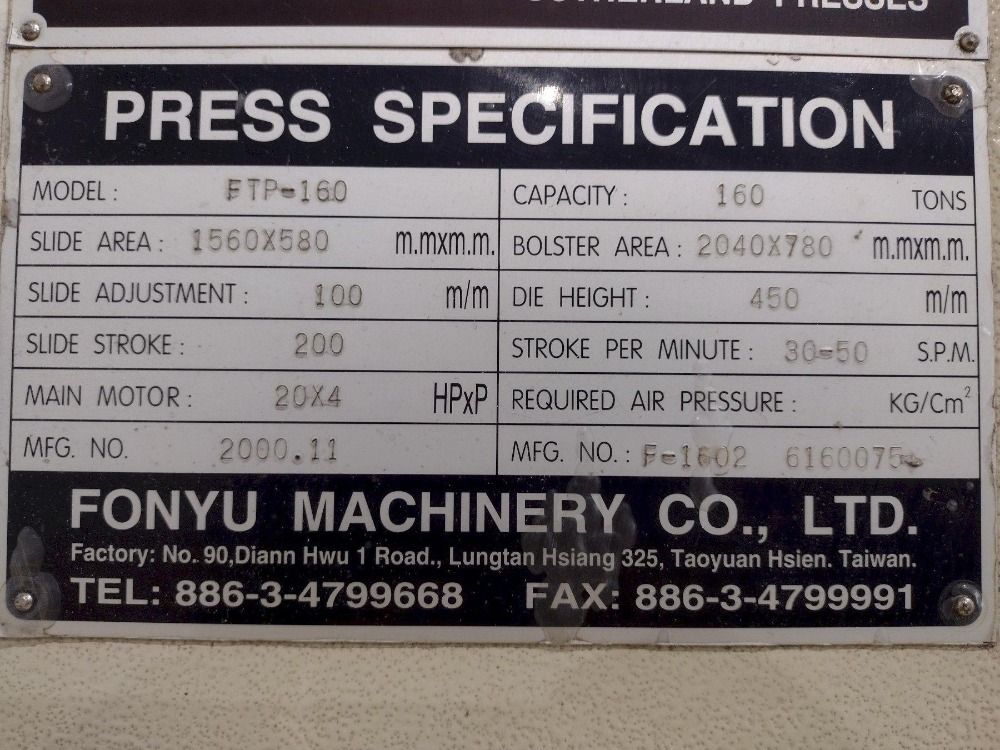 SUTHERLAND PRESSES
PRESS SPECIFICATION
MODEL : FTP-160 CAPACITY : 160 TONS
SLIDE AREA : 1560X580 m.mxm.m. BOLSTER AREA : 2040X780 m.mxm.m.
SLIDE ADJUSTMENT : 100 m/m DIE HEIGHT : 450 m/m
SLIDE STROKE : 200 STROKE PER MINUTE : 30-50 S.P.M.
MAIN MOTOR : 20X4 HPxP REQUIRED AIR PRESSURE : KG/Cm²
MFG. NO. 2000.11 MFG. NO. : F-1602 6160075
FONYU MACHINERY CO., LTD.
Factory: No. 90,Diann Hwu 1 Road., Lungtan Hsiang 325, Taoyuan Hsien. Taiwan.
TEL: 886-3-4799668 FAX: 886-3-4799991